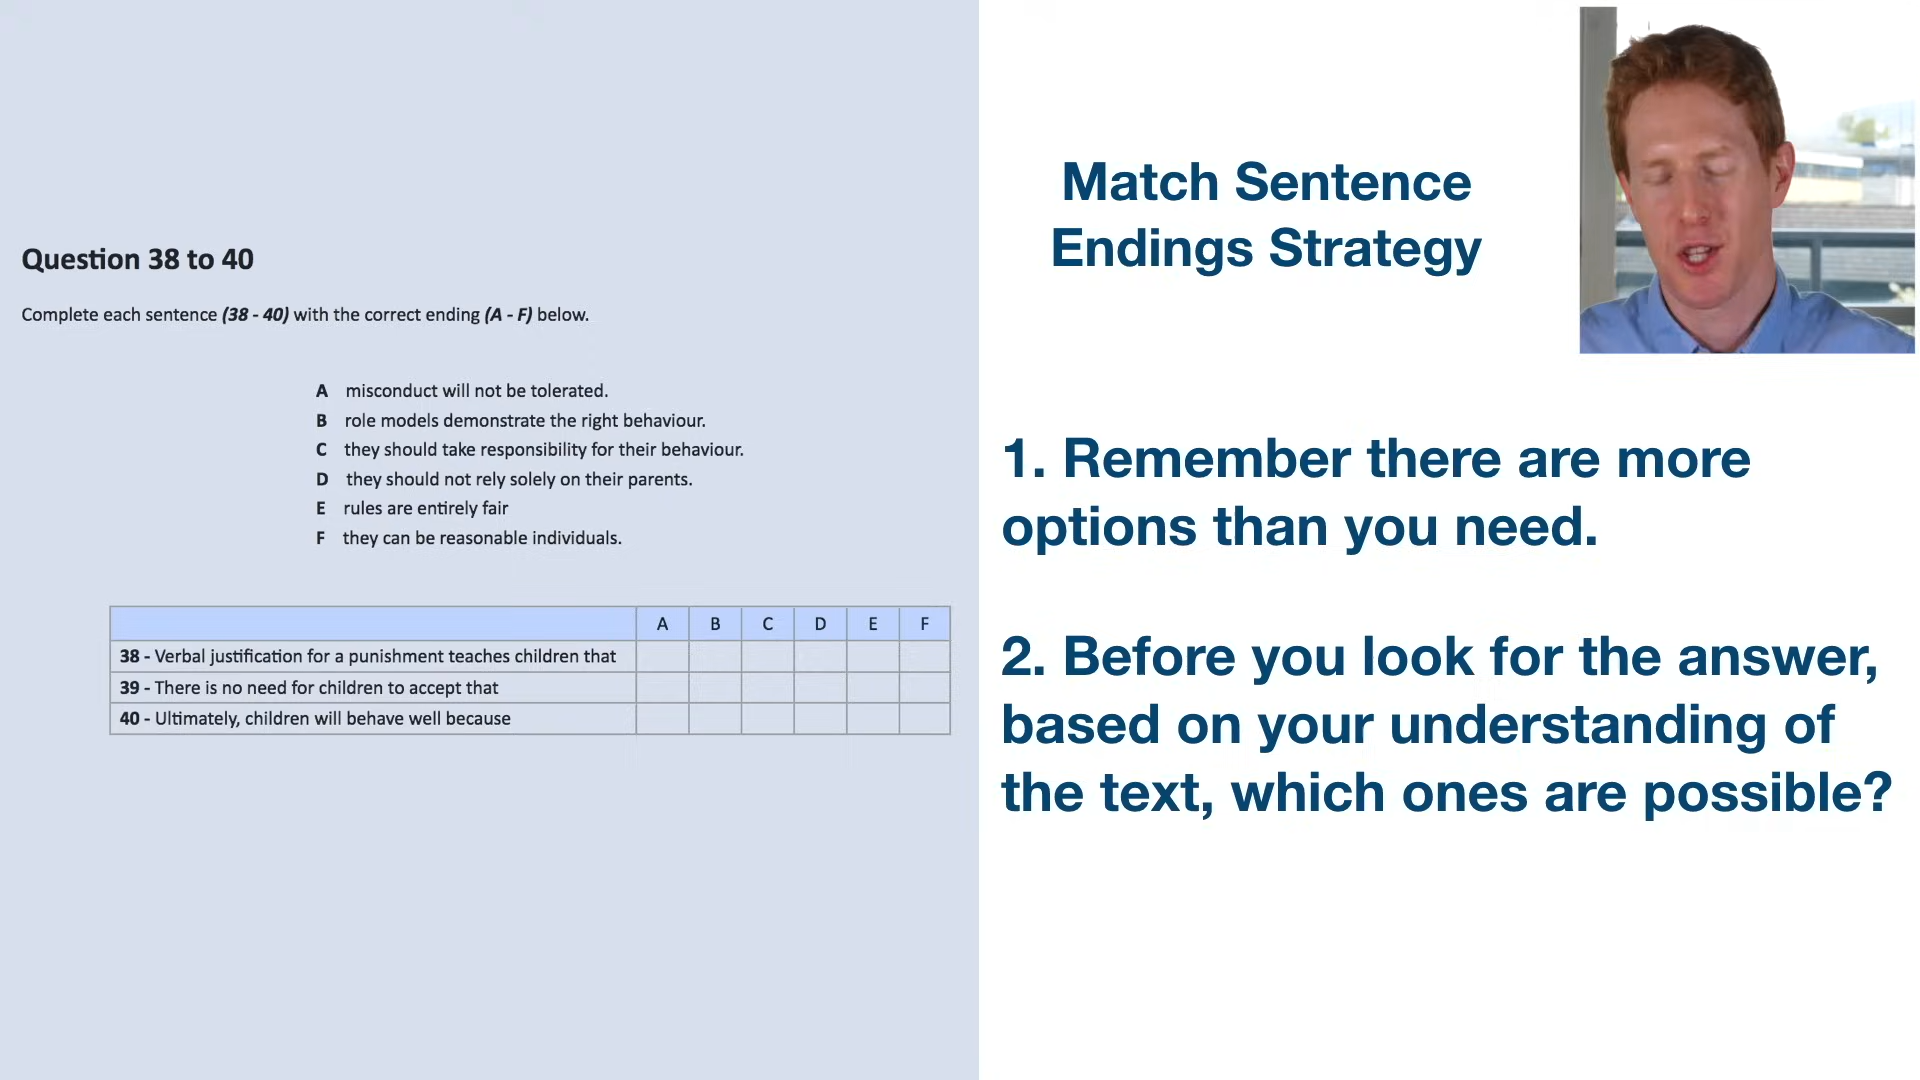 Question 38 to 40
Complete each sentence (38 - 40) with the correct ending (A - F) below.
A misconduct will not be tolerated.
B role models demonstrate the right behaviour.
C they should take responsibility for their behaviour.
D they should not rely solely on their parents.
E rules are entirely fair
F they can be reasonable individuals.
A B C D E F
38 - Verbal justification for a punishment teaches children that
39 - There is no need for children to accept that
40 - Ultimately, children will behave well because
Match Sentence
Endings Strategy
1. Remember there are more
options than you need.
2. Before you look for the answer,
based on your understanding of
the text, which ones are possible?